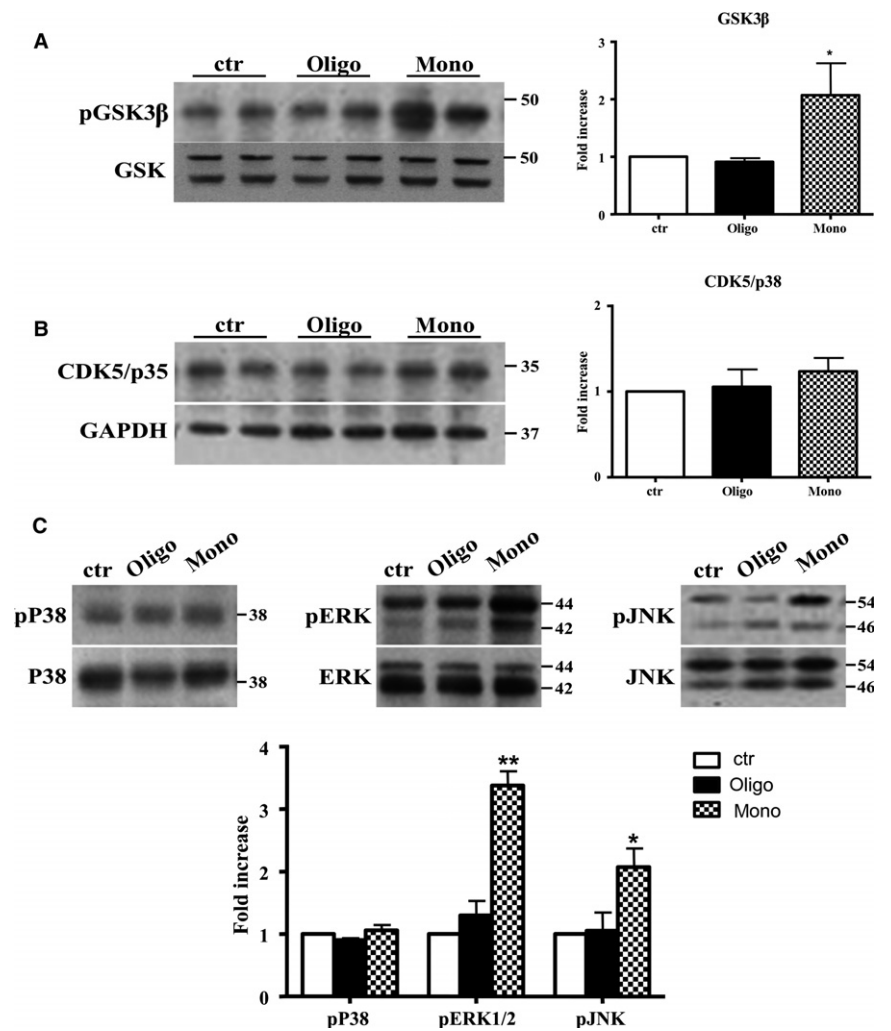 A
ctr Oligo Mono
pGSK3β 50
GSK 50
GSK3β
Fold increase
3
2
1
0
*
ctr Oligo Mono
B
ctr Oligo Mono
CDK5/p35 35
GAPDH 37
CDK5/p38
Fold increase
2
1
0
ctr Oligo Mono
C
ctr Oligo Mono
pP38 38
P38 38
ctr Oligo Mono
pERK 44
42
ERK 44
42
ctr Oligo Mono
pJNK 54
46
JNK 54
46
Fold increase
4
3
2
1
0
**
*
pP38 pERK1/2 pJNK
ctr
Oligo
Mono